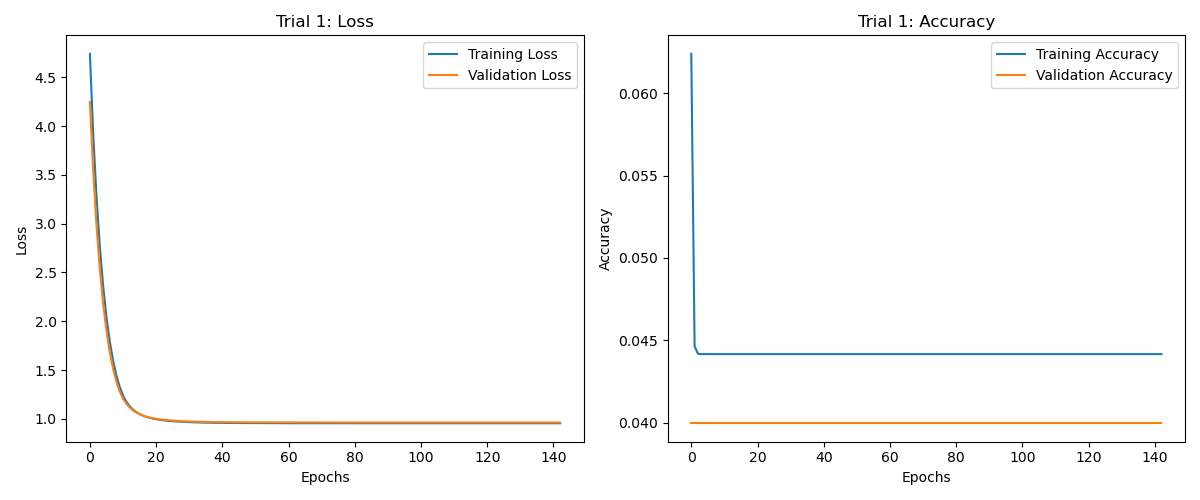 Trial 1: Loss
Training Loss
Validation Loss
4.5
4.0
3.5
3.0
2.5
2.0
1.5
1.0
Loss
0 20 40 60 80 100 120 140
Epochs
Trial 1: Accuracy
Training Accuracy
Validation Accuracy
0.060
0.055
0.050
0.045
0.040
Accuracy
0 20 40 60 80 100 120 140
Epochs